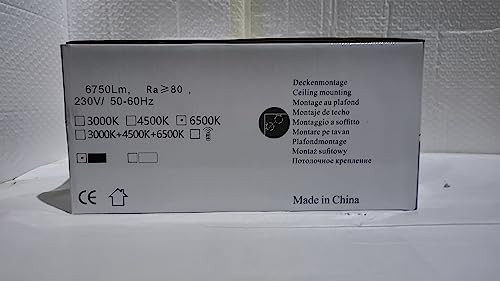 6750Lm, Ra≥80,
230V/ 50-60Hz
3000K 4500K 6500K
3000K+4500K+6500K
Deckenmontage
Ceiling mounting
Montage au plafond
Montaje de techo
Montaggio a soffitto
Montare pe tavan
Plafondmontage
Montaż sufitowy
Потолочное крепление
CE
Made in China